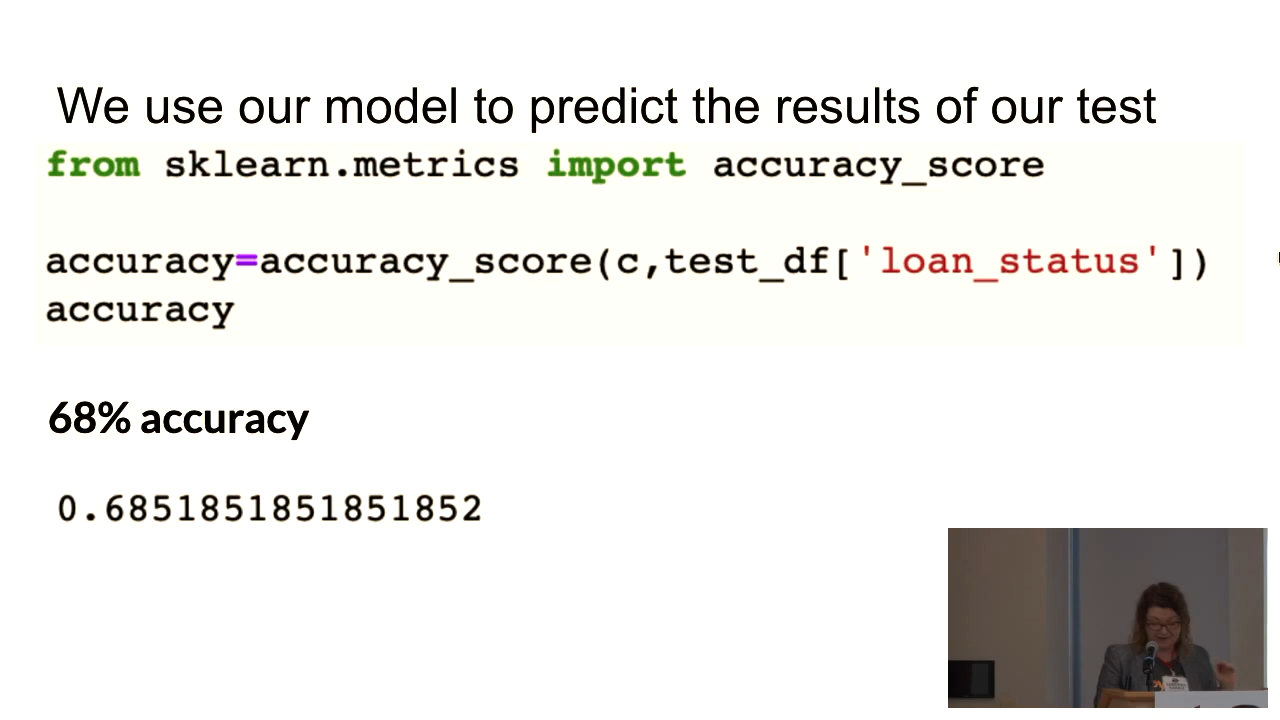 We use our model to predict the results of our test
from sklearn.metrics import accuracy_score
accuracy=accuracy_score(c,test_df['loan_status'])
accuracy
68% accuracy
0.6851851851851852